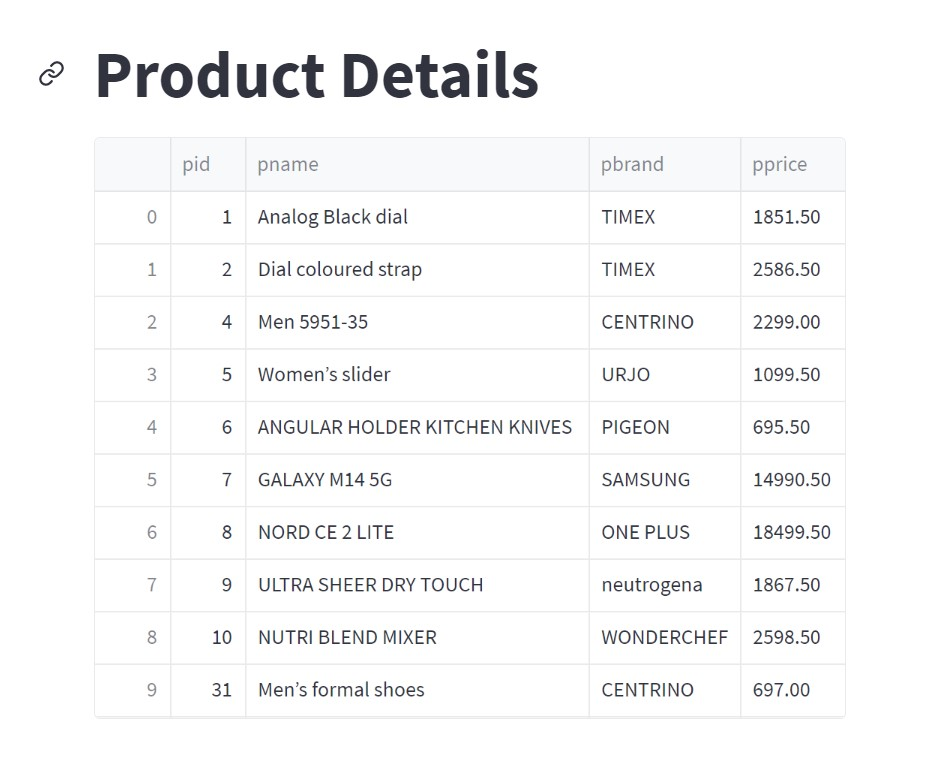 Product Details
pid pname pbrand pprice
0 1 Analog Black dial TIMEX 1851.50
1 2 Dial coloured strap TIMEX 2586.50
2 4 Men 5951-35 CENTRINO 2299.00
3 5 Women’s slider URJO 1099.50
4 6 ANGULAR HOLDER KITCHEN KNIVES PIGEON 695.50
5 7 GALAXY M14 5G SAMSUNG 14990.50
6 8 NORD CE 2 LITE ONE PLUS 18499.50
7 9 ULTRA SHEER DRY TOUCH neutrogena 1867.50
8 10 NUTRI BLEND MIXER WONDERCHEF 2598.50
9 31 Men’s formal shoes CENTRINO 697.00